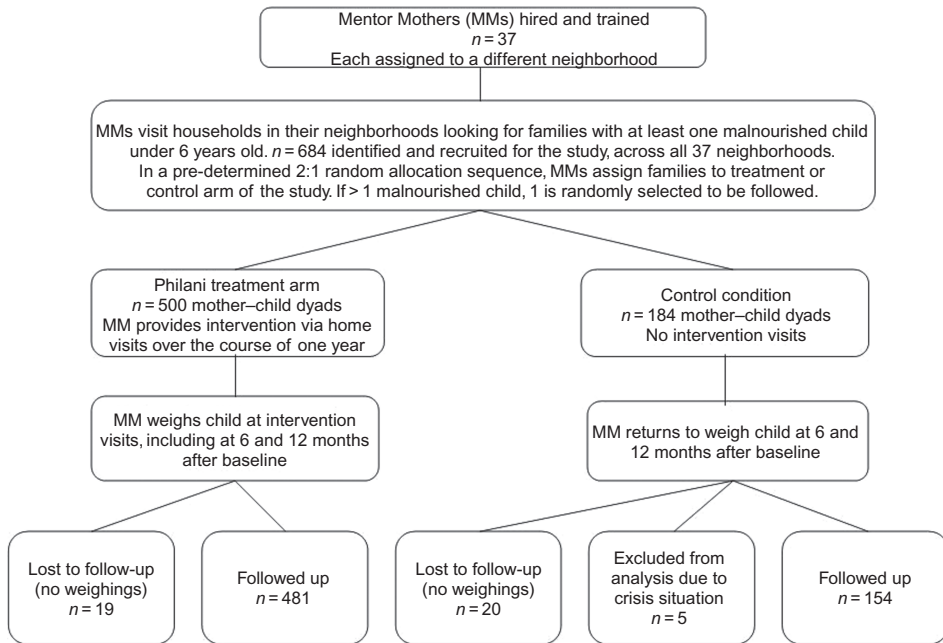 Mentor Mothers (MMs) hired and trained
n = 37
Each assigned to a different neighborhood
MMs visit households in their neighborhoods looking for families with at least one malnourished child
under 6 years old. n = 684 identified and recruited for the study, across all 37 neighborhoods.
In a pre-determined 2:1 random allocation sequence, MMs assign families to treatment or
control arm of the study. If > 1 malnourished child, 1 is randomly selected to be followed.
Philani treatment arm
n = 500 mother–child dyads
MM provides intervention via home
visits over the course of one year
Control condition
n = 184 mother–child dyads
No intervention visits
MM weighs child at intervention
visits, including at 6 and 12 months
after baseline
MM returns to weigh child at 6 and
12 months after baseline
Lost to follow-up
(no weighings)
n = 19
Followed up
n = 481
Lost to follow-up
(no weighings)
n = 20
Excluded from
analysis due to
crisis situation
n = 5
Followed up
n = 154